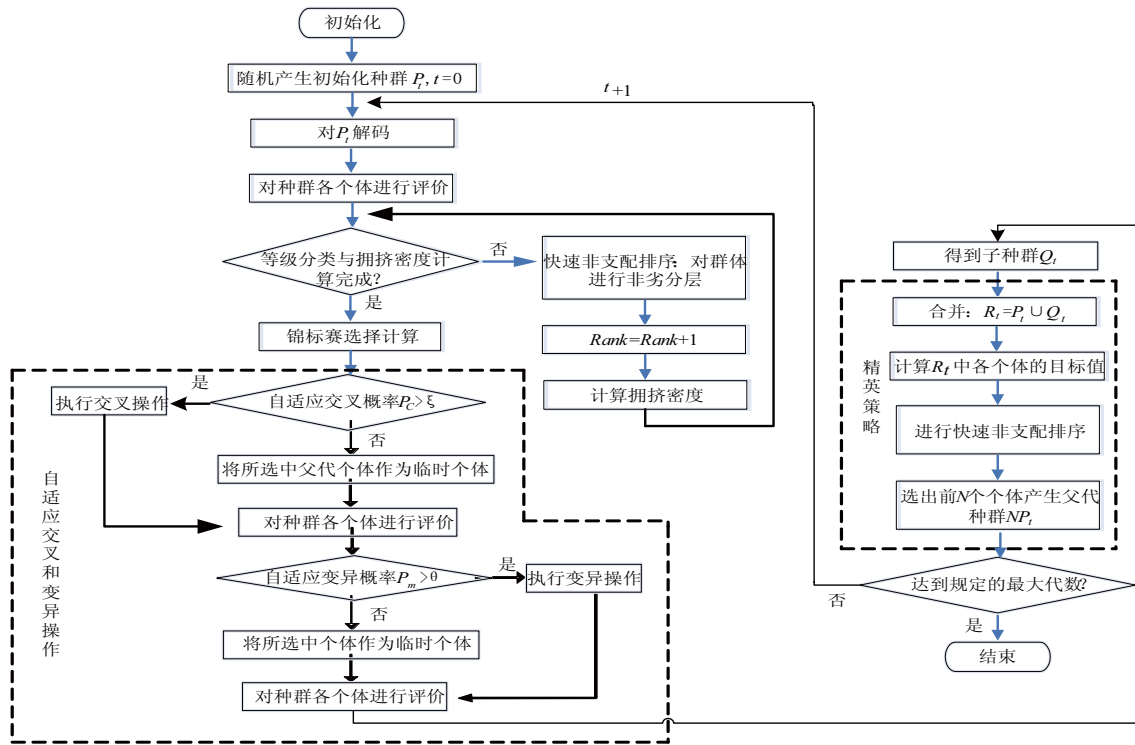 初始化
随机产生初始化种群 Pt, t=0
t+1
对Pt解码
对种群各个体进行评价
等级分类与拥挤密度计
算完成？
否
是
快速非支配排序：对群体
进行非劣分层
Rank=Rank+1
计算拥挤密度
锦标赛选择计算
自适应交叉概率PC>ξ
是
执行交叉操作
否
将所选中父代个体作为临时个体
对种群各个体进行评价
自适应变异概率Pm>θ
是
执行变异操作
否
将所选中个体作为临时个体
对种群各个体进行评价
自适应交叉和变异操作
得到子种群Qt
合并：Rt=Pt∪Qt
计算Rt中各个体的目标值
进行快速非支配排序
选出前N个个体产生父代
种群NPt
精英策略
达到规定的最大代数？
否
是
结束